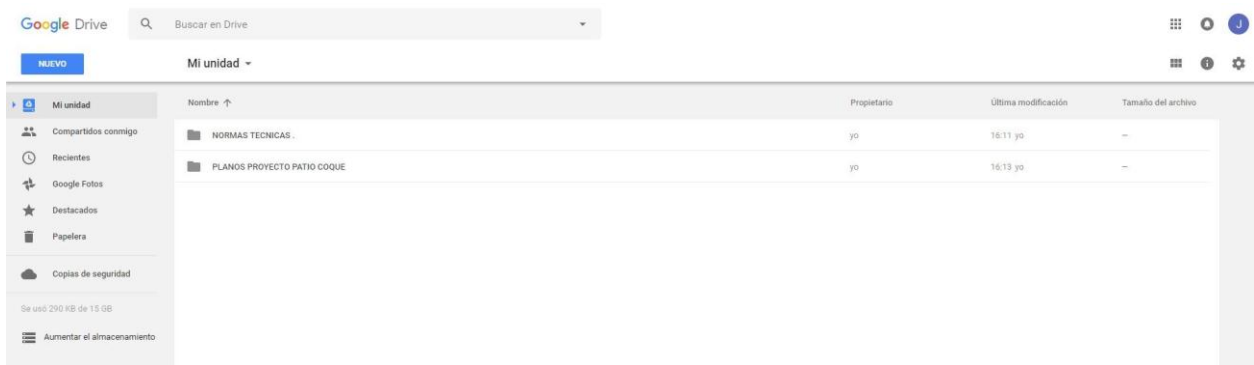 Google Drive
Buscar en Drive
J
NUEVO
Mi unidad
Mi unidad
Compartidos conmigo
Recientes
Google Fotos
Destacados
Papelera
Copias de seguridad
Se usó 290 KB de 15 GB
Aumentar el almacenamiento
Nombre Propietario Última modificación Tamaño del archivo
NORMAS TECNICAS . yo 16:11 yo —
PLANOS PROYECTO PATIO COQUE yo 16:13 yo —